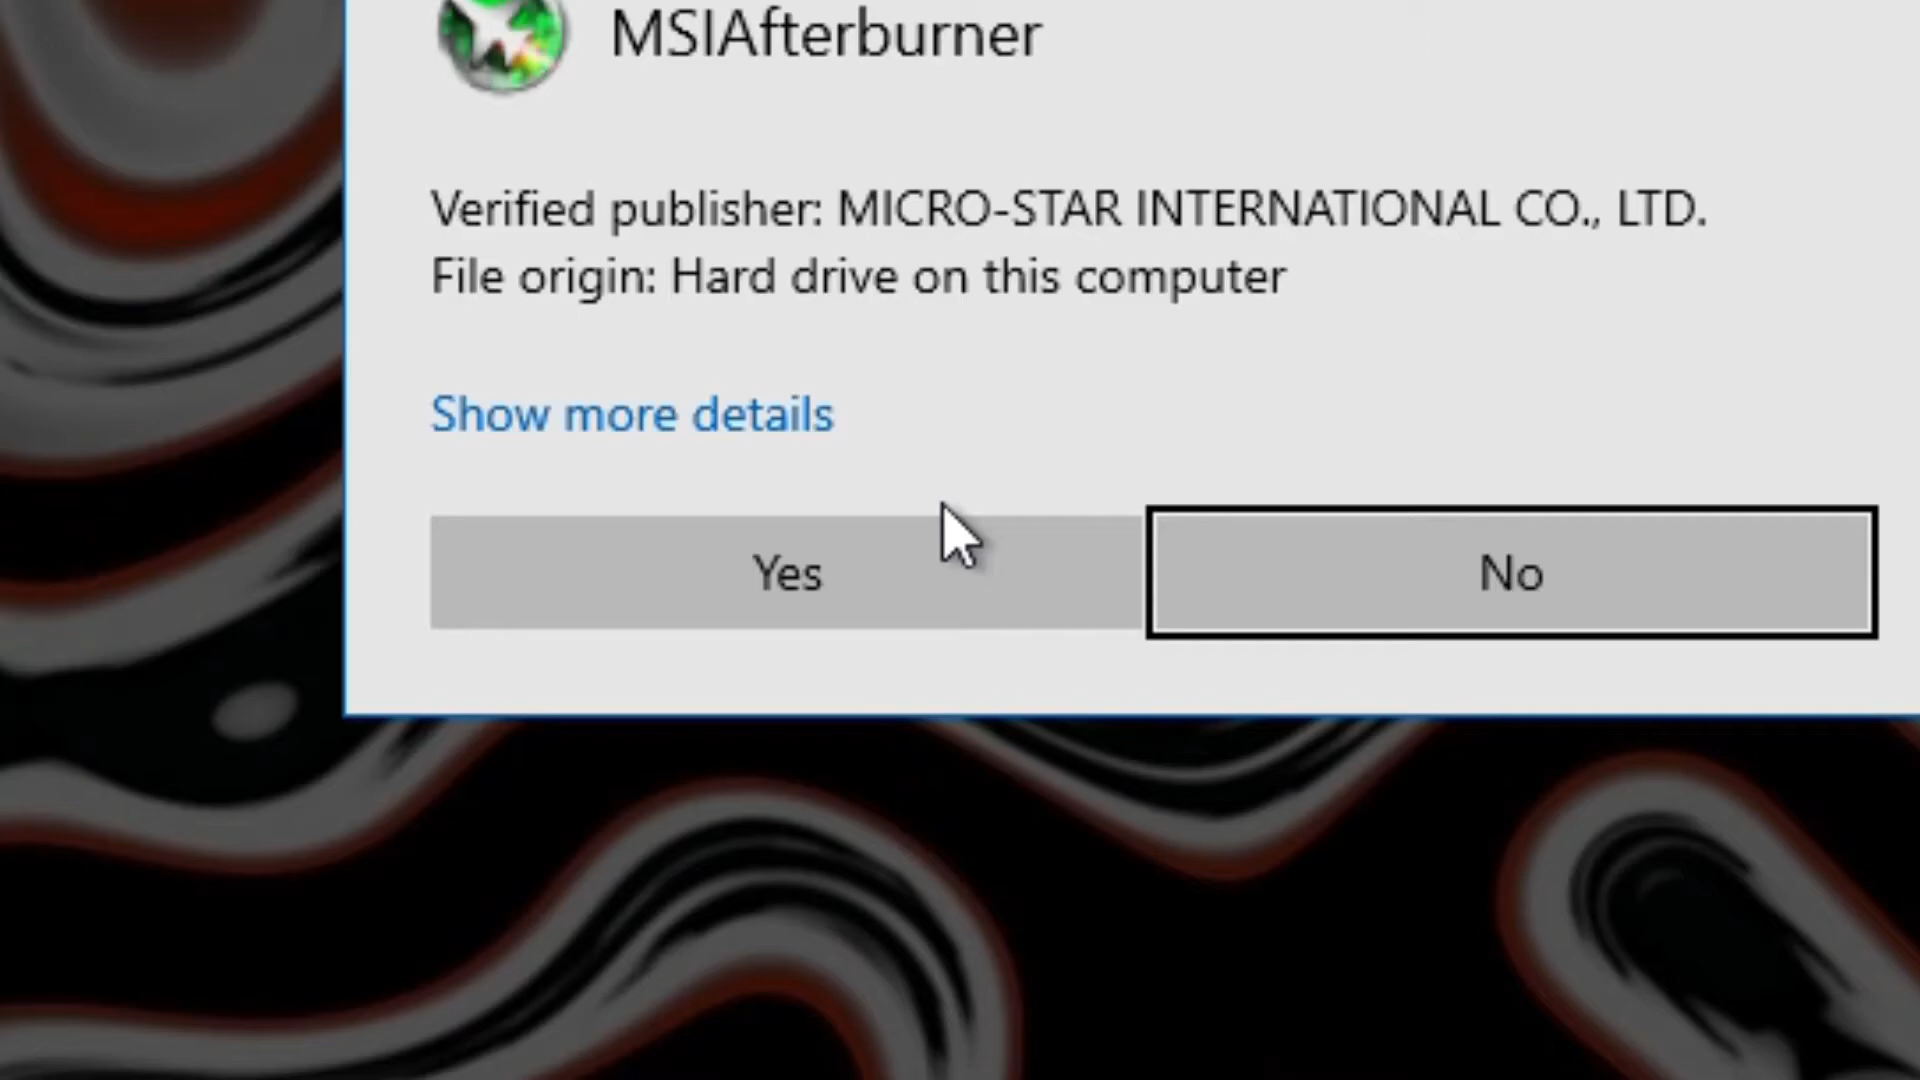 MSIAfterburner
Verified publisher: MICRO-STAR INTERNATIONAL CO., LTD.
File origin: Hard drive on this computer
Show more details
Yes
No